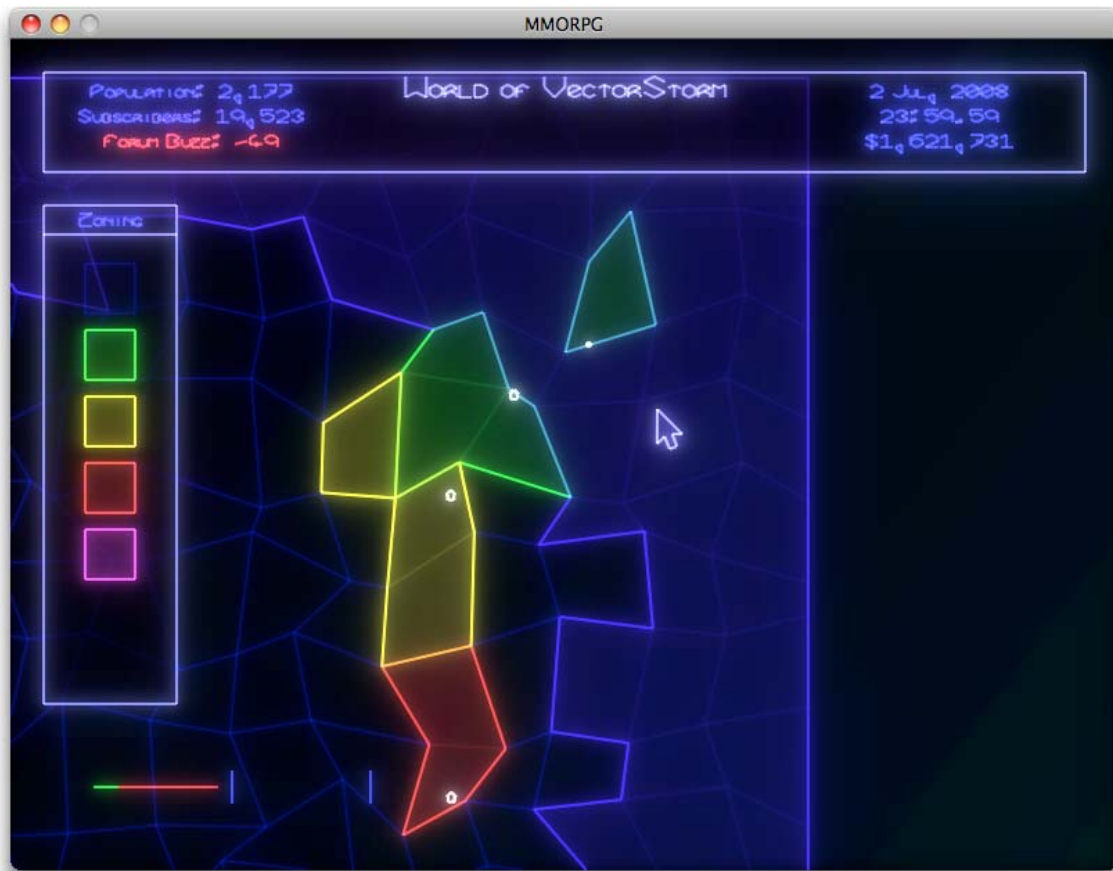 MMORPG
Population: 2,177
World of VectorStorm
2 Jul, 2008
Subscribers: 19,523
23:59.59
Forum Buzz: -49
$1,621,731
Zoning